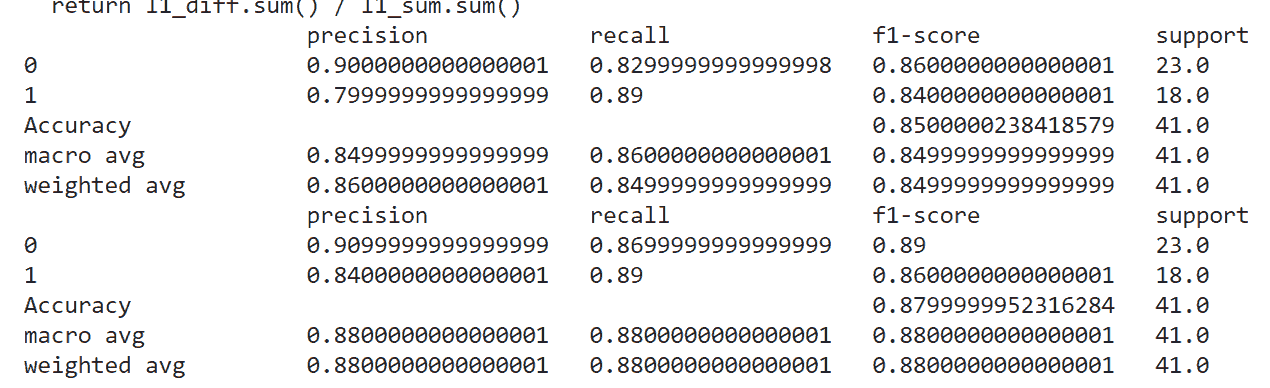 return l1_diff.sum() / l1_sum.sum()
precision recall f1-score support
0 0.9000000000000001 0.8299999999999998 0.8600000000000001 23.0
1 0.7999999999999999 0.89 0.8400000000000001 18.0
Accuracy 0.8500000238418579 41.0
macro avg 0.8499999999999999 0.8600000000000001 0.8499999999999999 41.0
weighted avg 0.8600000000000001 0.8499999999999999 0.8499999999999999 41.0
precision recall f1-score support
0 0.9099999999999999 0.8699999999999999 0.89 23.0
1 0.8400000000000001 0.89 0.8600000000000001 18.0
Accuracy 0.8799999952316284 41.0
macro avg 0.8800000000000001 0.8800000000000001 0.8800000000000001 41.0
weighted avg 0.8800000000000001 0.8800000000000001 0.8800000000000001 41.0